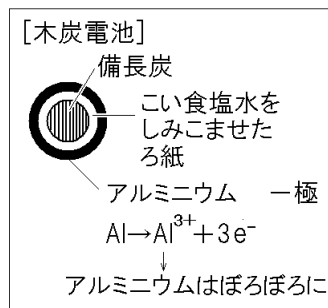 [木炭電池]
備長炭
こい食塩水を
しみこませた
ろ紙
アルミニウム　－極
Al→Al³⁺＋3e⁻
↓
アルミニウムはぼろぼろに